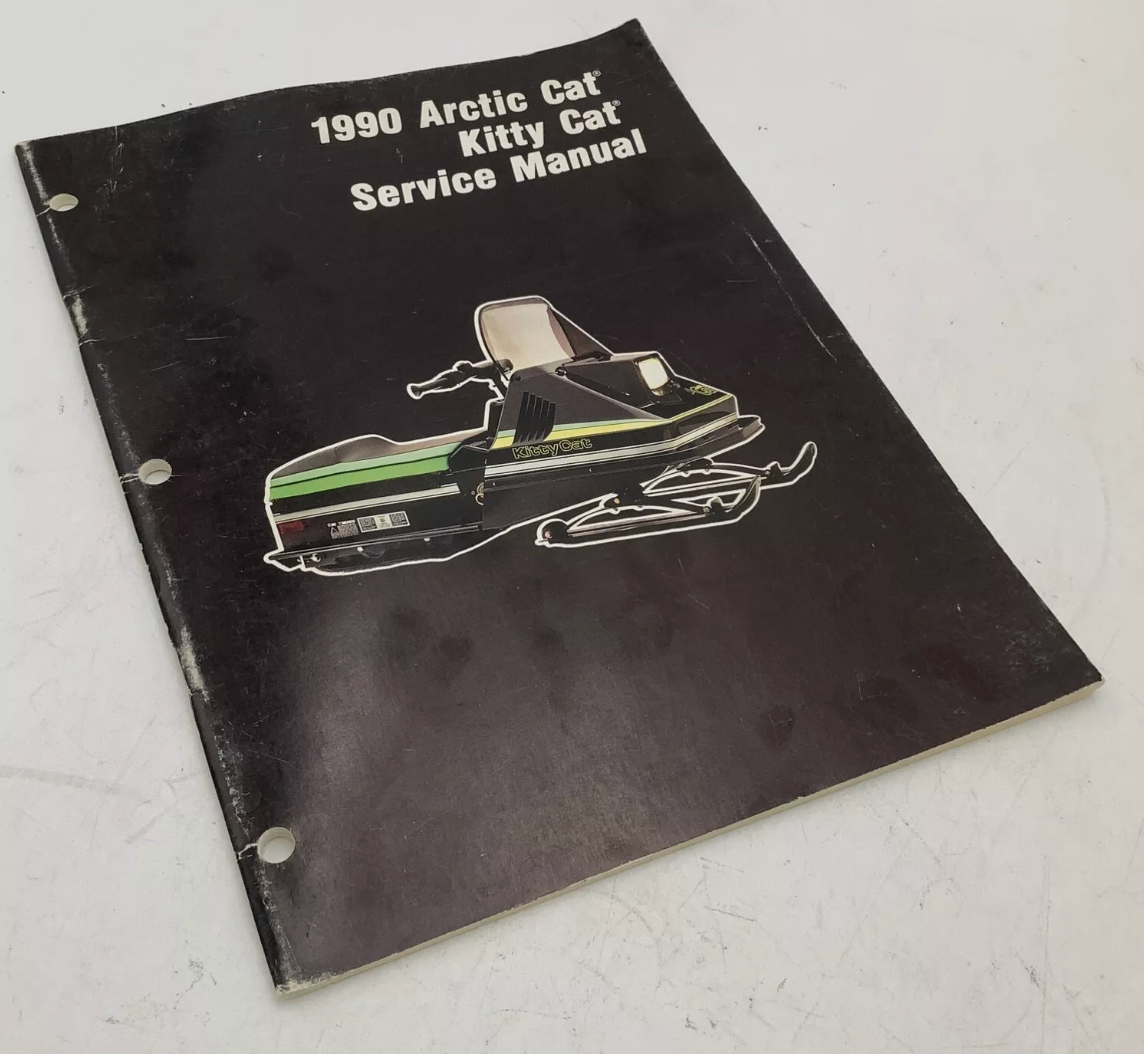 1990 Arctic Cat®
Kitty Cat®
Service Manual
Kitty Cat